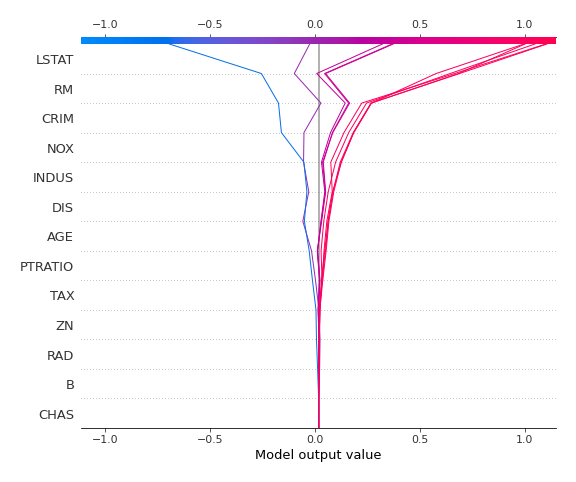 −1.0 −0.5 0.0 0.5 1.0
LSTAT
RM
CRIM
NOX
INDUS
DIS
AGE
PTRATIO
TAX
ZN
RAD
B
CHAS
−1.0 −0.5 0.0 0.5 1.0
Model output value